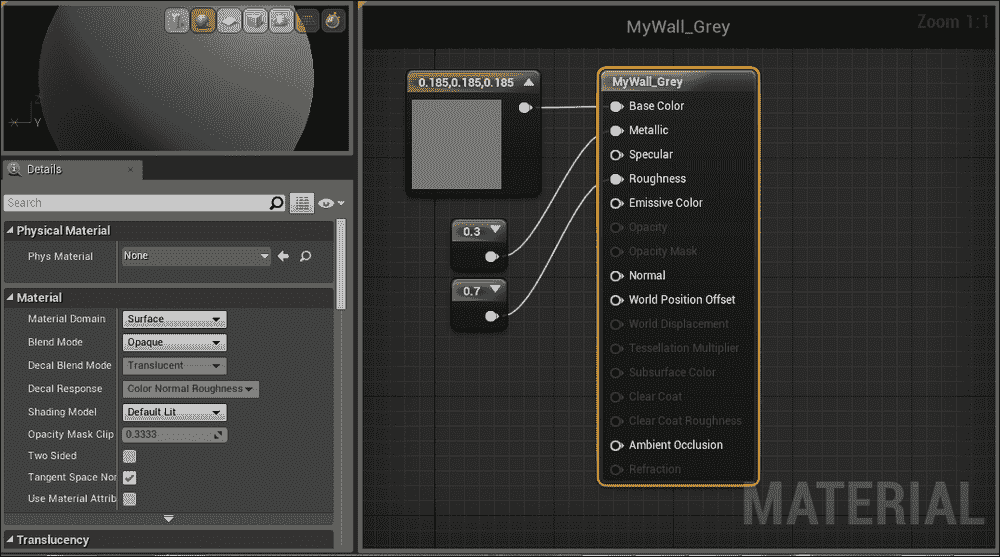 Y
Details
Search
Physical Material
Phys Material None
Material
Material Domain Surface
Blend Mode Opaque
Decal Blend Mode Translucent
Decal Response Color Normal Roughness
Shading Model Default Lit
Opacity Mask Clip 0.3333
Two Sided
Tangent Space Nor
Use Material Attrib
Translucency
MyWall_Grey
Zoom 1:1
0.185,0.185,0.185
0.3
0.7
MyWall_Grey
Base Color
Metallic
Specular
Roughness
Emissive Color
Opacity
Opacity Mask
Normal
World Position Offset
World Displacement
Tessellation Multiplier
Subsurface Color
Clear Coat
Clear Coat Roughness
Ambient Occlusion
Refraction
MATERIAL